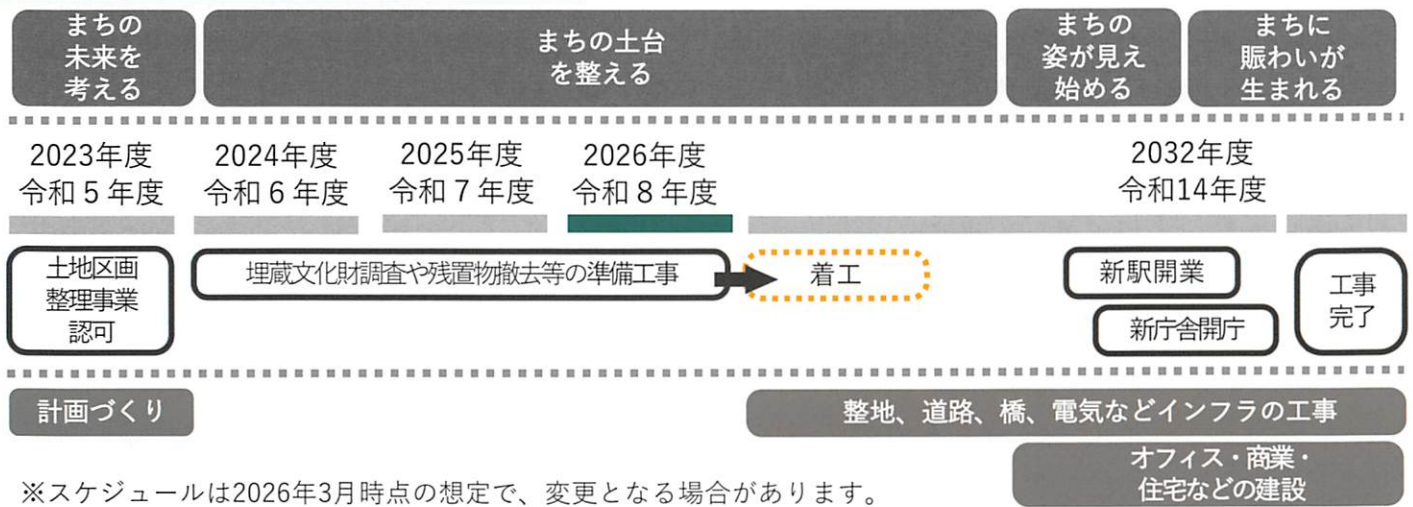 まちの
未来を
考える
まちの土台
を整える
まちの
姿が見え
始める
まちに
賑わいが
生まれる
2023年度
令和5年度
2024年度
令和6年度
2025年度
令和7年度
2026年度
令和8年度
2032年度
令和14年度
土地区画
整理事業
認可
埋蔵文化財調査や残置物撤去等の準備工事
着工
新駅開業
新庁舎開庁
工事
完了
計画づくり
整地、道路、橋、電気などインフラの工事
オフィス・商業・
住宅などの建設
※スケジュールは2026年3月時点の想定で、変更となる場合があります。